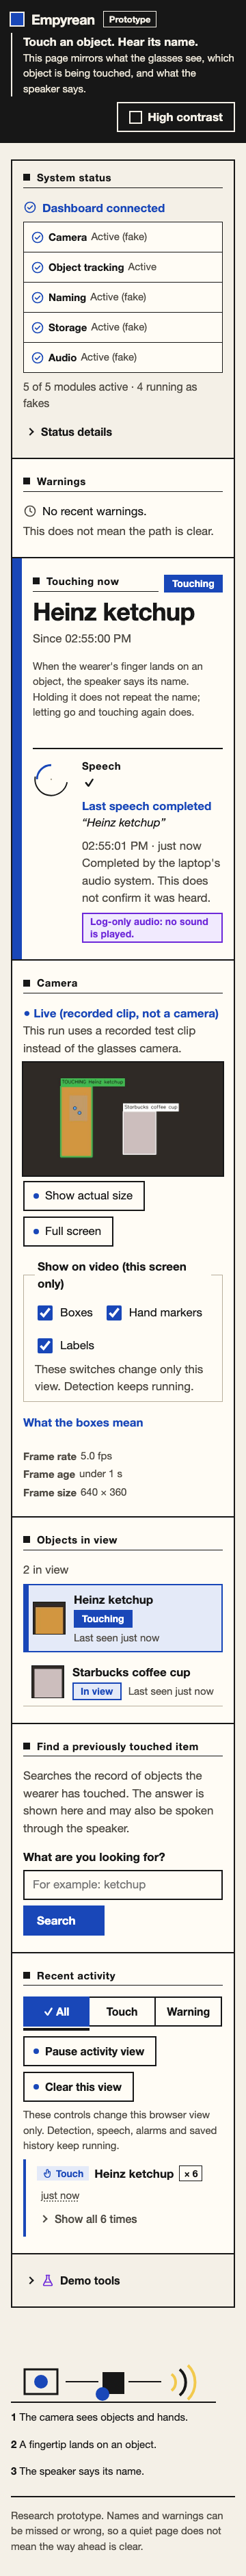 Empyrean Prototype
Touch an object. Hear its name.
This page mirrors what the glasses see, which
object is being touched, and what the
speaker says.
High contrast
System status
Dashboard connected
Camera Active (fake)
Object tracking Active
Naming Active (fake)
Storage Active (fake)
Audio Active (fake)
5 of 5 modules active · 4 running as
fakes
Status details
Warnings
No recent warnings.
This does not mean the path is clear.
Touching now Touching
Heinz ketchup
Since 02:55:00 PM
When the wearer's finger lands on an
object, the speaker says its name.
Holding it does not repeat the name;
letting go and touching again does.
Speech
Last speech completed
“Heinz ketchup”
02:55:01 PM · just now
Completed by the laptop's
audio system. This does
not confirm it was heard.
Log-only audio: no sound
is played.
Camera
Live (recorded clip, not a camera)
This run uses a recorded test clip
instead of the glasses camera.
TOUCHING Heinz ketchup
Starbucks coffee cup
Show actual size
Full screen
Show on video (this screen
only)
Boxes Hand markers
Labels
These switches change only this
view. Detection keeps running.
What the boxes mean
Frame rate 5.0 fps
Frame age under 1 s
Frame size 640 × 360
Objects in view
2 in view
Heinz ketchup
Touching
Last seen just now
Starbucks coffee cup
In view Last seen just now
Find a previously touched item
Searches the record of objects the
wearer has touched. The answer is
shown here and may also be spoken
through the speaker.
What are you looking for?
For example: ketchup
Search
Recent activity
All Touch Warning
Pause activity view
Clear this view
These controls change this browser view
only. Detection, speech, alarms and saved
history keep running.
Touch Heinz ketchup × 6
just now
Show all 6 times
Demo tools
1 The camera sees objects and hands.
2 A fingertip lands on an object.
3 The speaker says its name.
Research prototype. Names and warnings can
be missed or wrong, so a quiet page does not
mean the way ahead is clear.